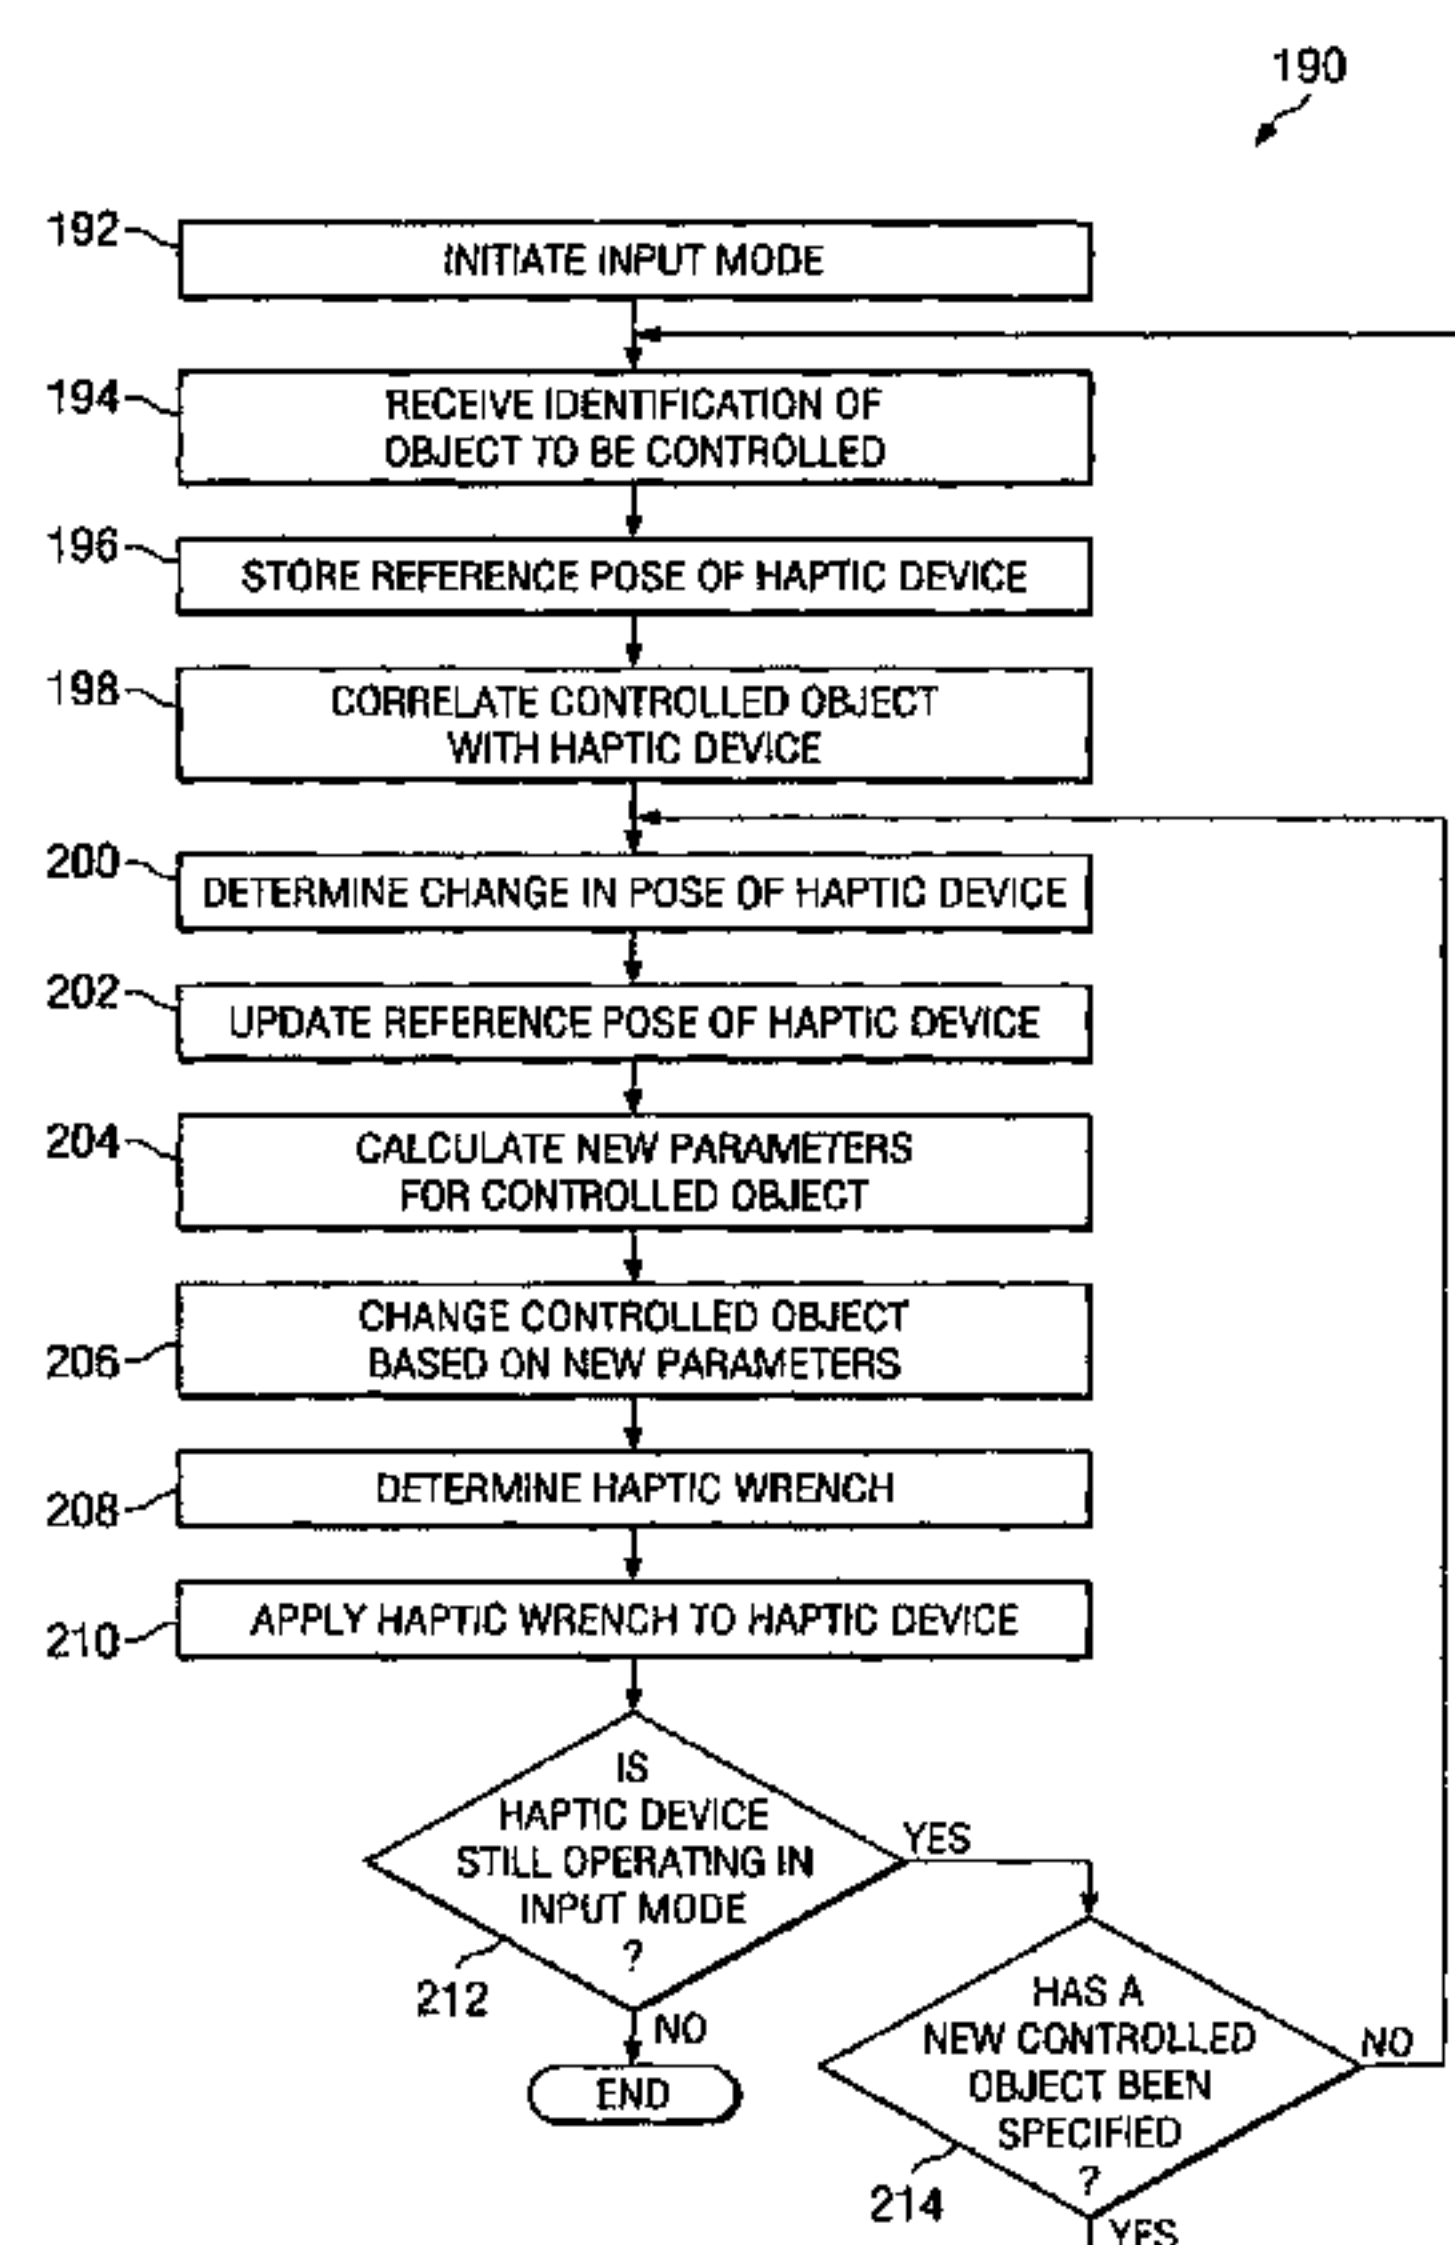 190
192
INITIATE INPUT MODE
194
RECEIVE IDENTIFICATION OF
OBJECT TO BE CONTROLLED
196
STORE REFERENCE POSE OF HAPTIC DEVICE
198
CORRELATE CONTROLLED OBJECT
WITH HAPTIC DEVICE
200
DETERMINE CHANGE IN POSE OF HAPTIC DEVICE
202
UPDATE REFERENCE POSE OF HAPTIC DEVICE
204
CALCULATE NEW PARAMETERS
FOR CONTROLLED OBJECT
206
CHANGE CONTROLLED OBJECT
BASED ON NEW PARAMETERS
208
DETERMINE HAPTIC WRENCH
210
APPLY HAPTIC WRENCH TO HAPTIC DEVICE
IS
HAPTIC DEVICE
STILL OPERATING IN
INPUT MODE
?
YES
212
NO
END
HAS A
NEW CONTROLLED
OBJECT BEEN
SPECIFIED
?
NO
214
YES